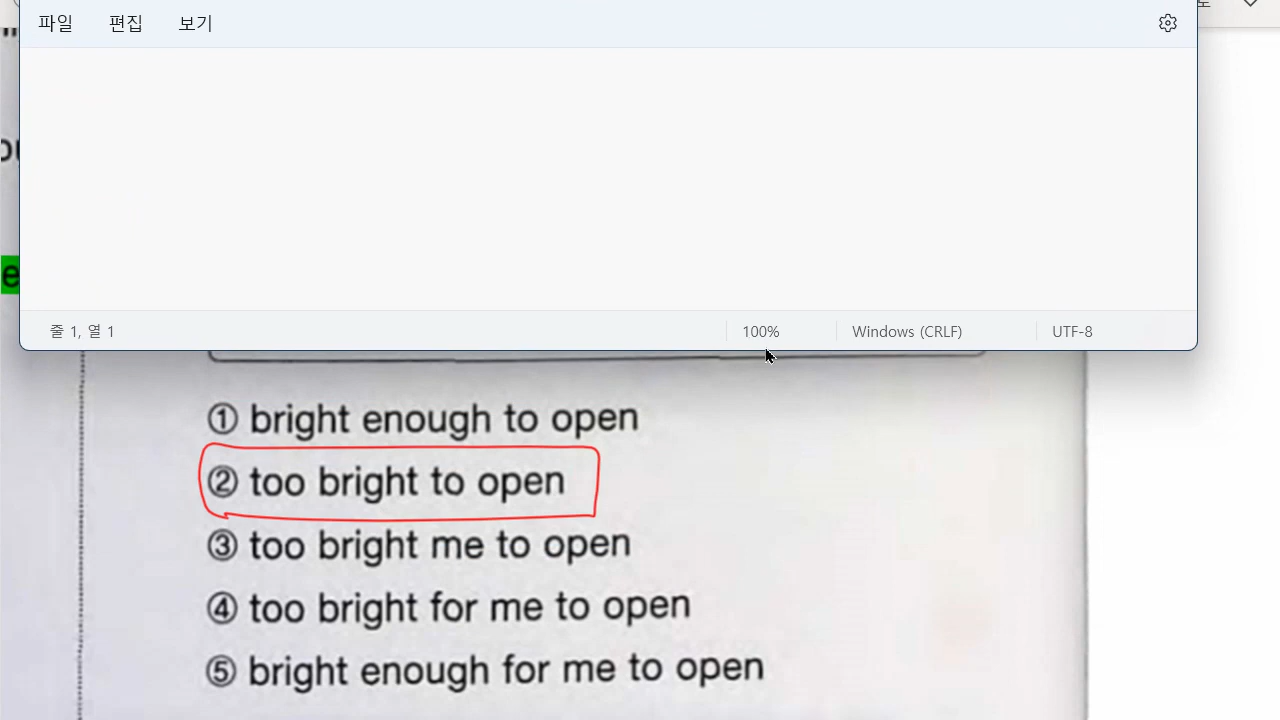 파일 편집 보기
줄 1, 열 1 100% Windows (CRLF) UTF-8
① bright enough to open
② too bright to open
③ too bright me to open
④ too bright for me to open
⑤ bright enough for me to open